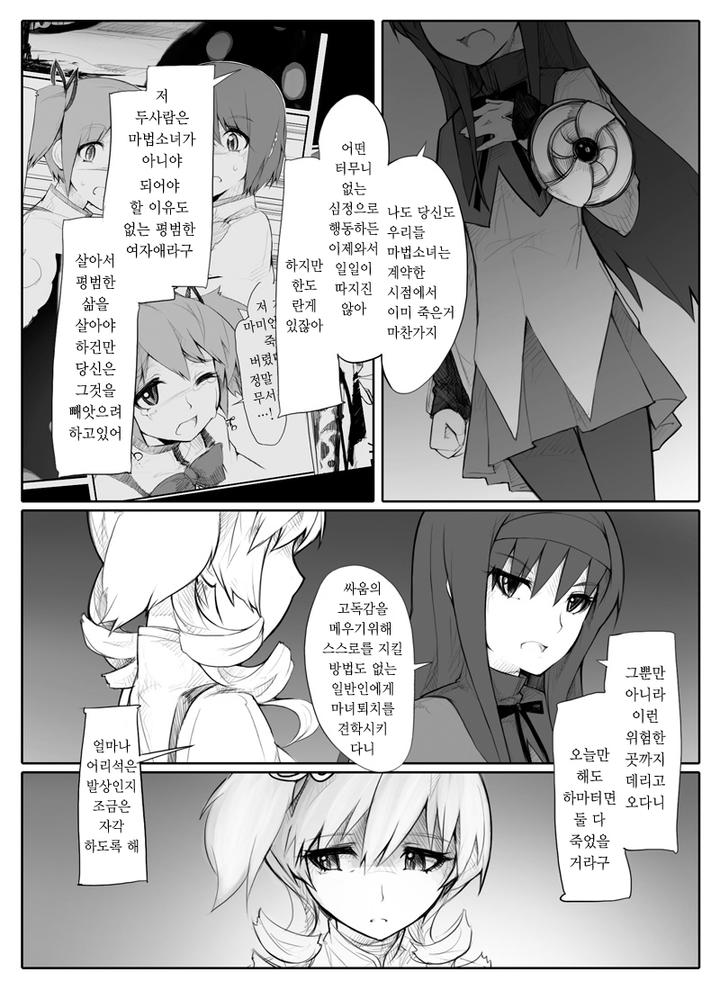 나도 당신도
우리들
마법소녀는
계약한
시점에서
이미 죽은거
마찬가지
어떤
터무니
없는
심정으로
행동하든
이제와서
일일이
따지진
않아
하지만
한도
란게
있잖아
저
두사람은
마법소녀가
아니야
되어야
할 이유도
없는 평범한
여자애라구
살아서
평범한
삶을
살아야
하건만
당신은
그것을
빼앗으려
하고있어
정말
무서
…!
그뿐만
아니라
이런
위험한
곳까지
데리고
오다니
오늘만
해도
하마터면
둘 다
죽었을
거라구
싸움의
고독감을
메우기위해
스스로를 지킬
방법도 없는
일반인에게
마녀퇴치를
견학시키
다니
얼마나
어리석은
발상인지
조금은
자각
하도록 해